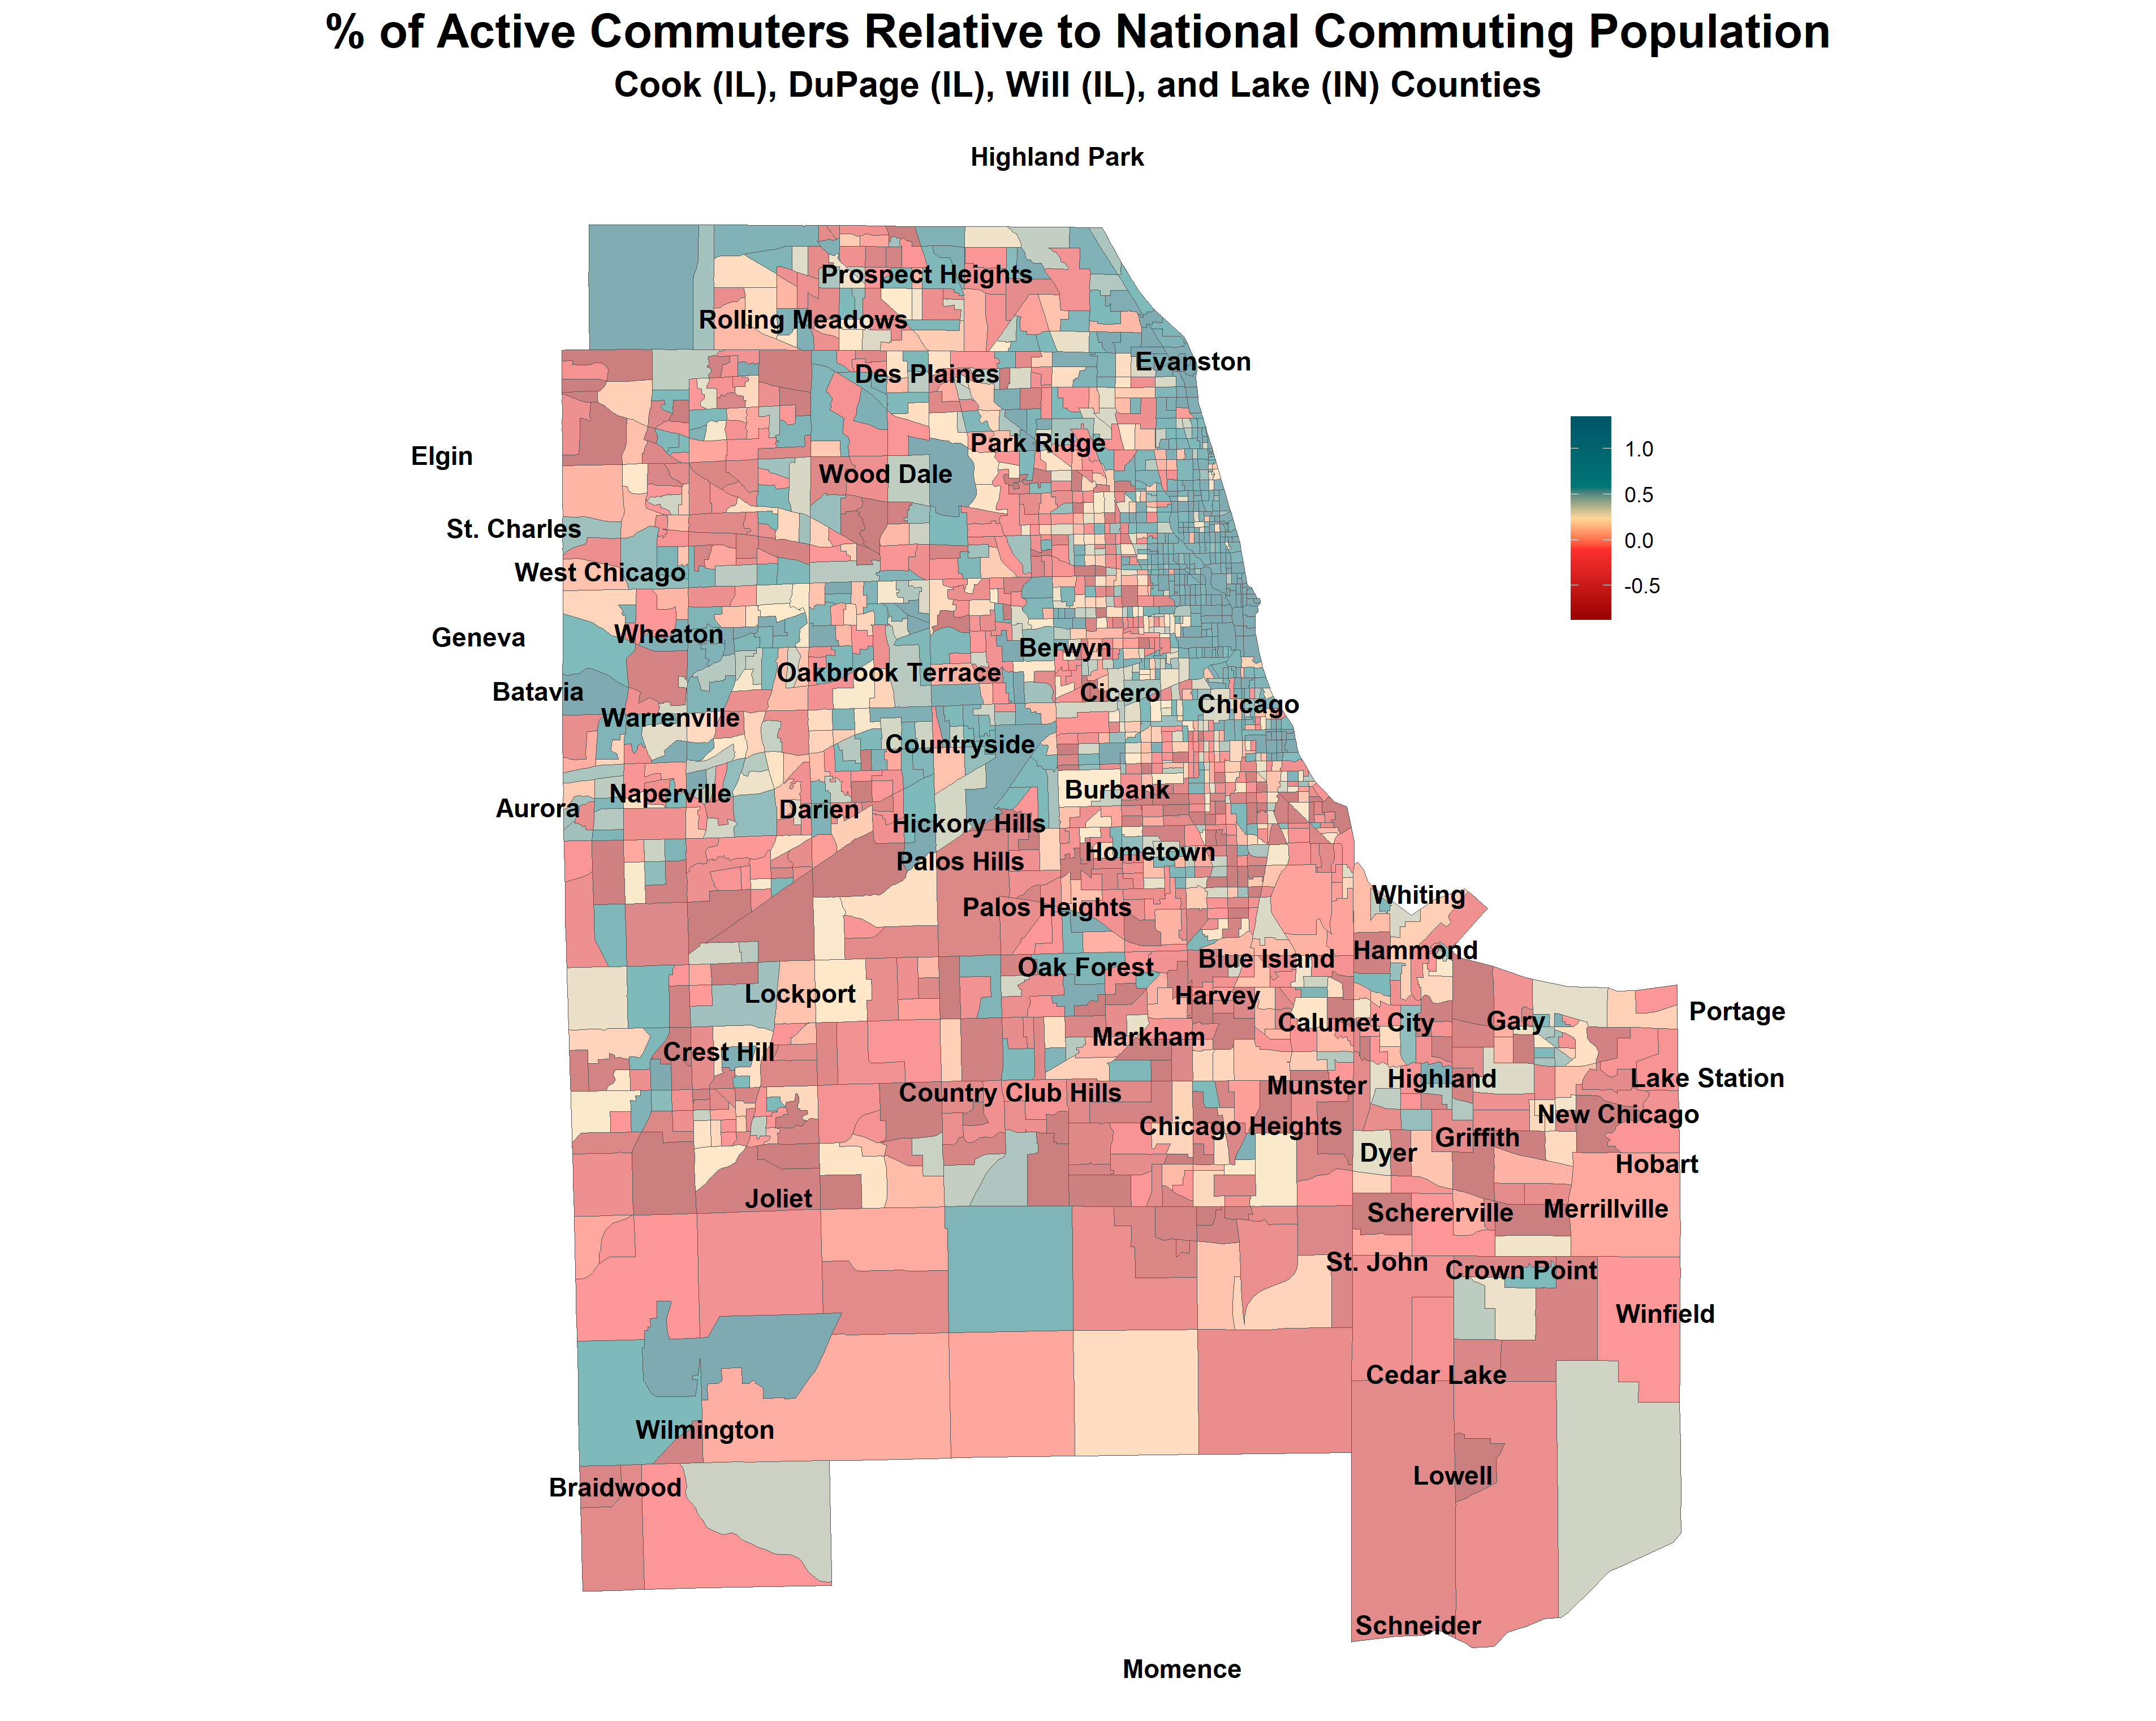 % of Active Commuters Relative to National Commuting Population
Cook (IL), DuPage (IL), Will (IL), and Lake (IN) Counties
Highland Park
Prospect Heights
Rolling Meadows
Evanston
Des Plaines
Park Ridge
Elgin
Wood Dale
St. Charles
West Chicago
Geneva
Wheaton
Berwyn
Oakbrook Terrace
Batavia
Cicero
Chicago
Warrenville
Countryside
Naperville
Burbank
Aurora
Darien
Hickory Hills
Hometown
Palos Hills
Whiting
Palos Heights
Hammond
Blue Island
Oak Forest
Lockport
Harvey
Portage
Calumet City
Gary
Markham
Crest Hill
Lake Station
Highland
Munster
Country Club Hills
New Chicago
Chicago Heights
Griffith
Dyer
Hobart
Joliet
Merrillville
Schererville
St. John
Crown Point
Winfield
Cedar Lake
Wilmington
Lowell
Braidwood
Schneider
Momence
1.0
0.5
0.0
-0.5